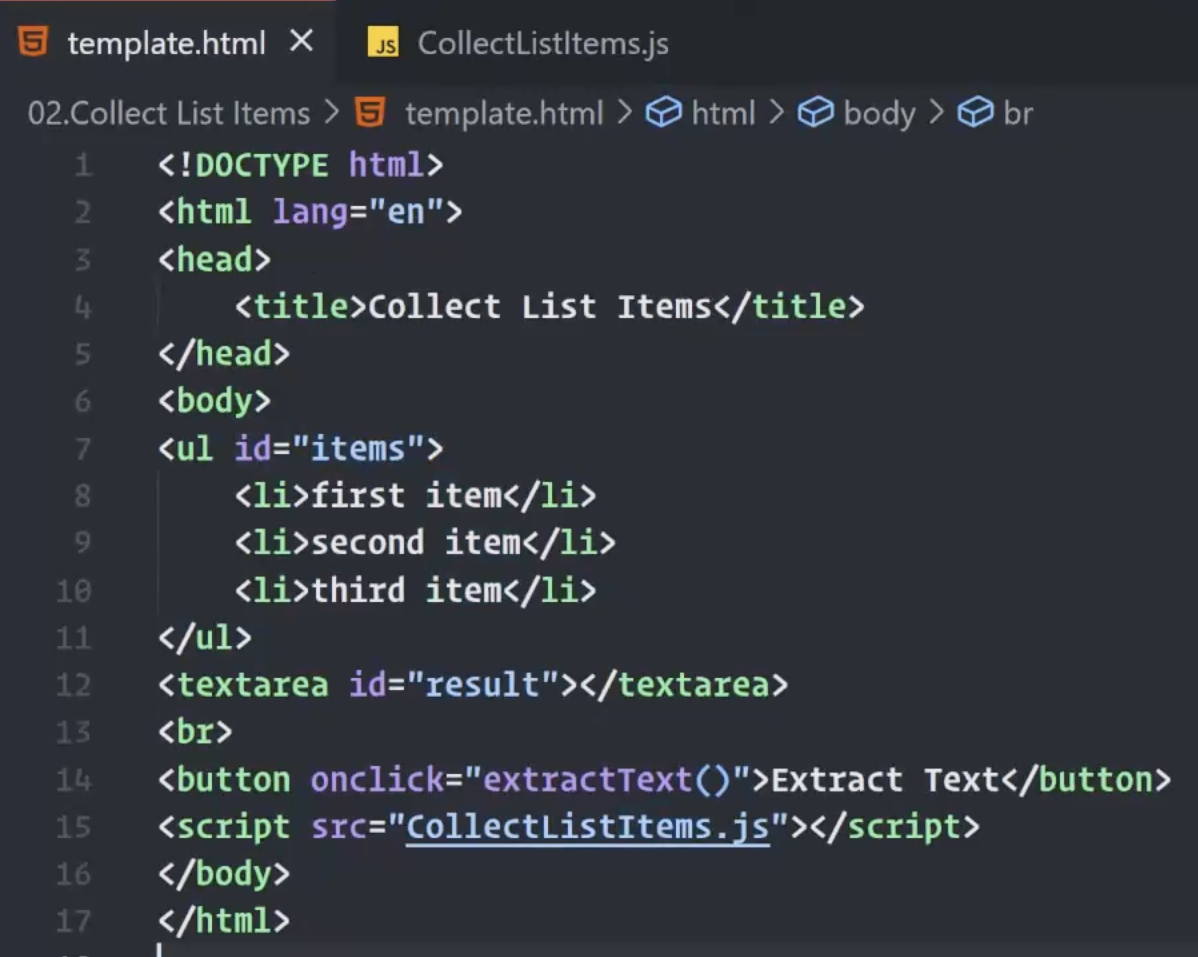 template.html × JS CollectListItems.js
02.Collect List Items > template.html > html > body > br
1 <!DOCTYPE html>
2 <html lang="en">
3 <head>
4     <title>Collect List Items</title>
5 </head>
6 <body>
7 <ul id="items">
8     <li>first item</li>
9     <li>second item</li>
10     <li>third item</li>
11 </ul>
12 <textarea id="result"></textarea>
13 <br>
14 <button onclick="extractText()">Extract Text</button>
15 <script src="CollectListItems.js"></script>
16 </body>
17 </html>